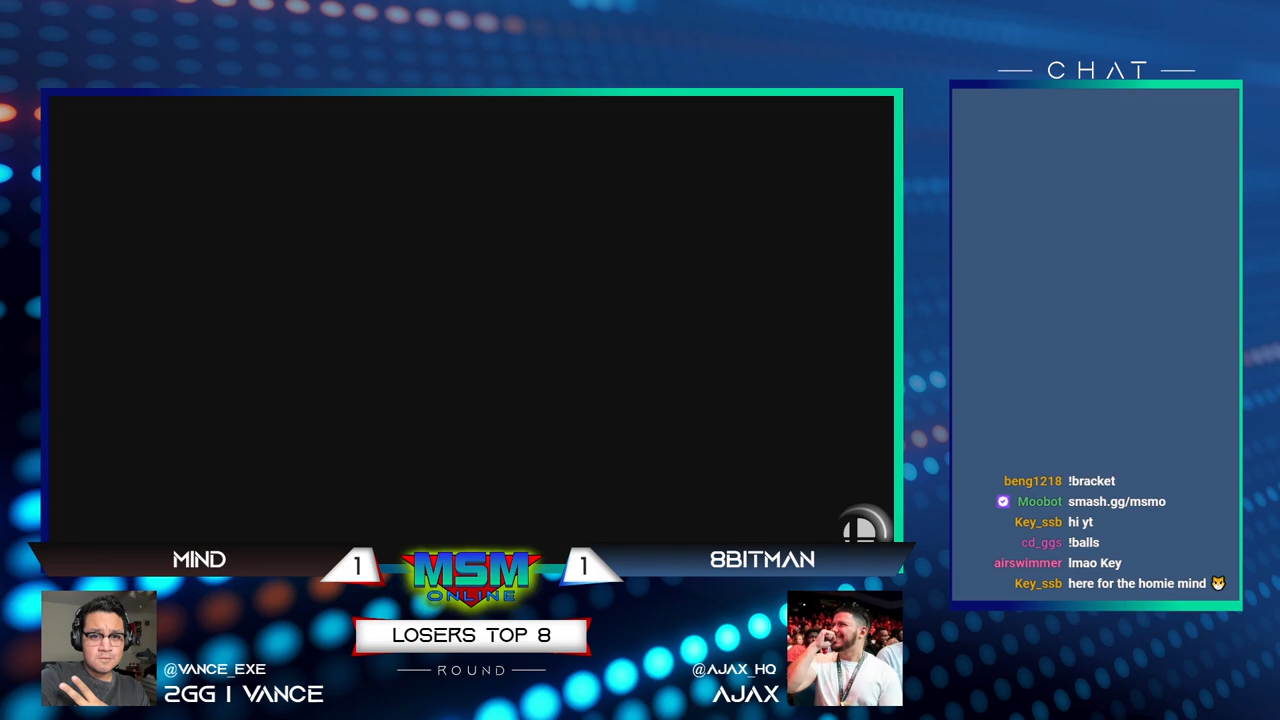 CHAT
beng1218 !bracket
Moobot smash.gg/msmo
Key_ssb hi yt
cd_ggs !balls
airswimmer lmao Key
Key_ssb here for the homie mind
MIND
1
MSM
ONLINE
1
8BITMAN
LOSERS TOP 8
ROUND
@VANCE_EXE
2GG | VANCE
@AJAX_HQ
AJAX